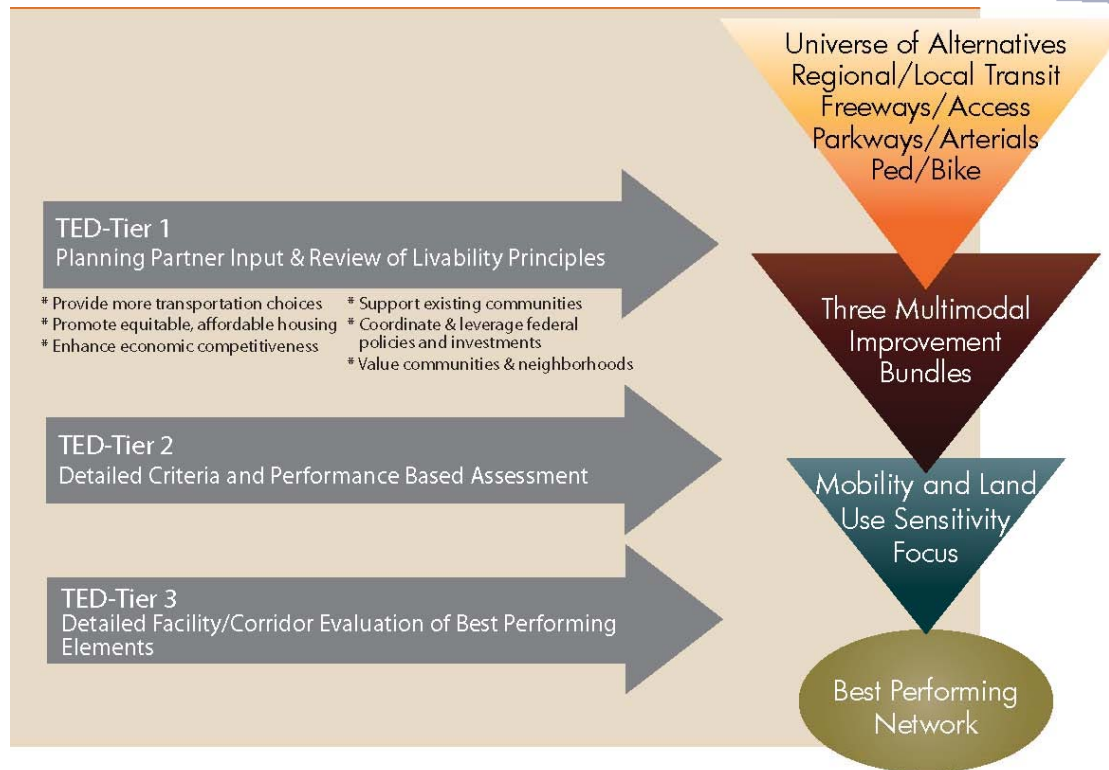 Universe of Alternatives
Regional/Local Transit
Freeways/Access
Parkways/Arterials
Ped/Bike
TED-Tier 1
Planning Partner Input & Review of Livability Principles
* Provide more transportation choices
* Promote equitable, affordable housing
* Enhance economic competitiveness
* Support existing communities
* Coordinate & leverage federal
policies and investments
* Value communities & neighborhoods
Three Multimodal
Improvement
Bundles
TED-Tier 2
Detailed Criteria and Performance Based Assessment
Mobility and Land
Use Sensitivity
Focus
TED-Tier 3
Detailed Facility/Corridor Evaluation of Best Performing
Elements
Best Performing
Network